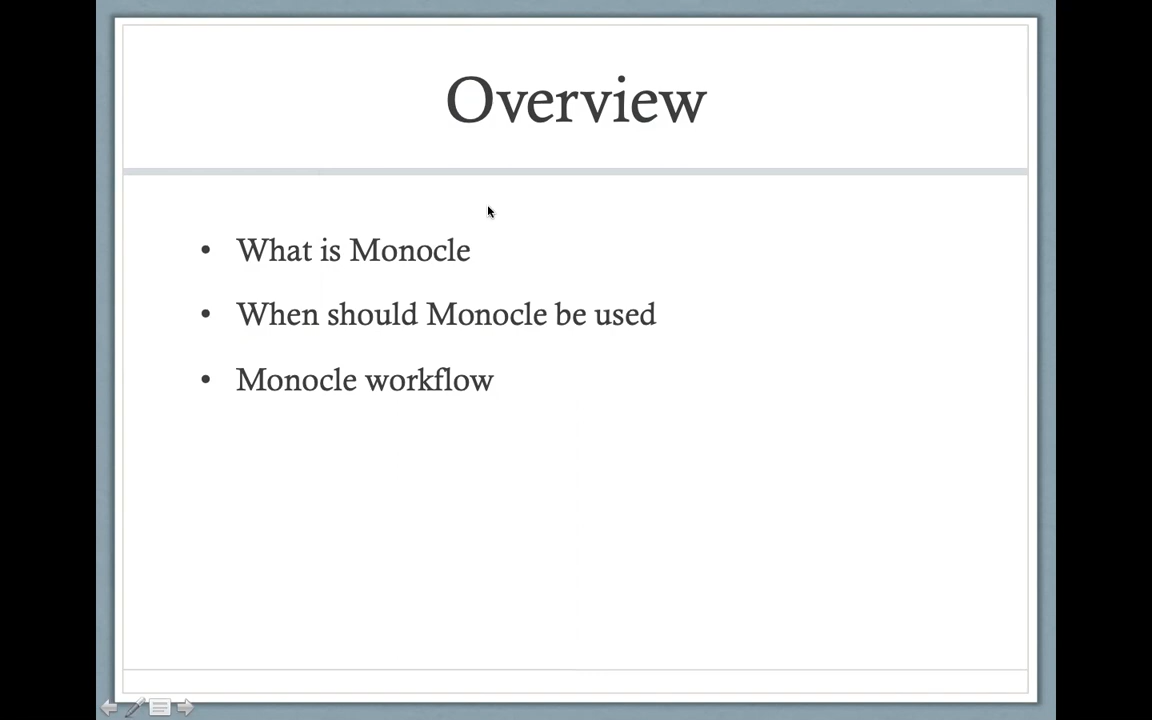 Overview
• What is Monocle
• When should Monocle be used
• Monocle workflow